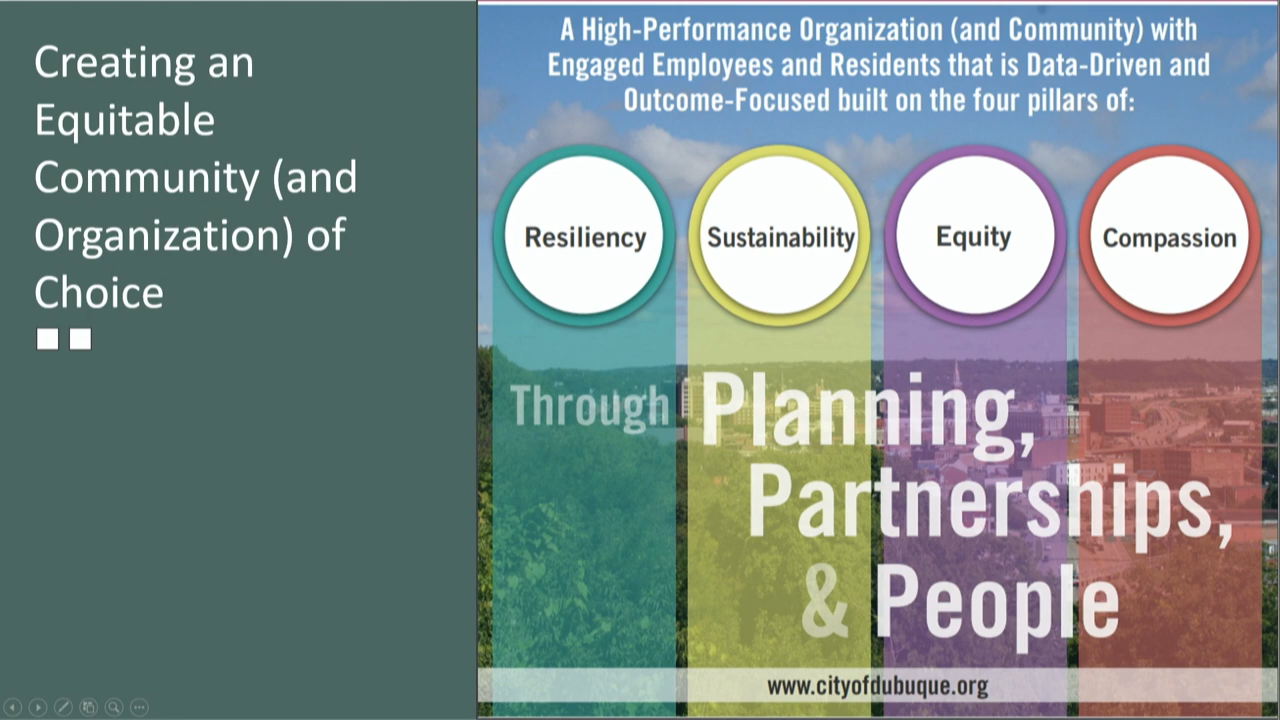 Creating an
Equitable
Community (and
Organization) of
Choice
A High-Performance Organization (and Community) with
Engaged Employees and Residents that is Data-Driven and
Outcome-Focused built on the four pillars of:
Resiliency
Sustainability
Equity
Compassion
Through Planning,
Partnerships,
& People
www.cityofdubuque.org